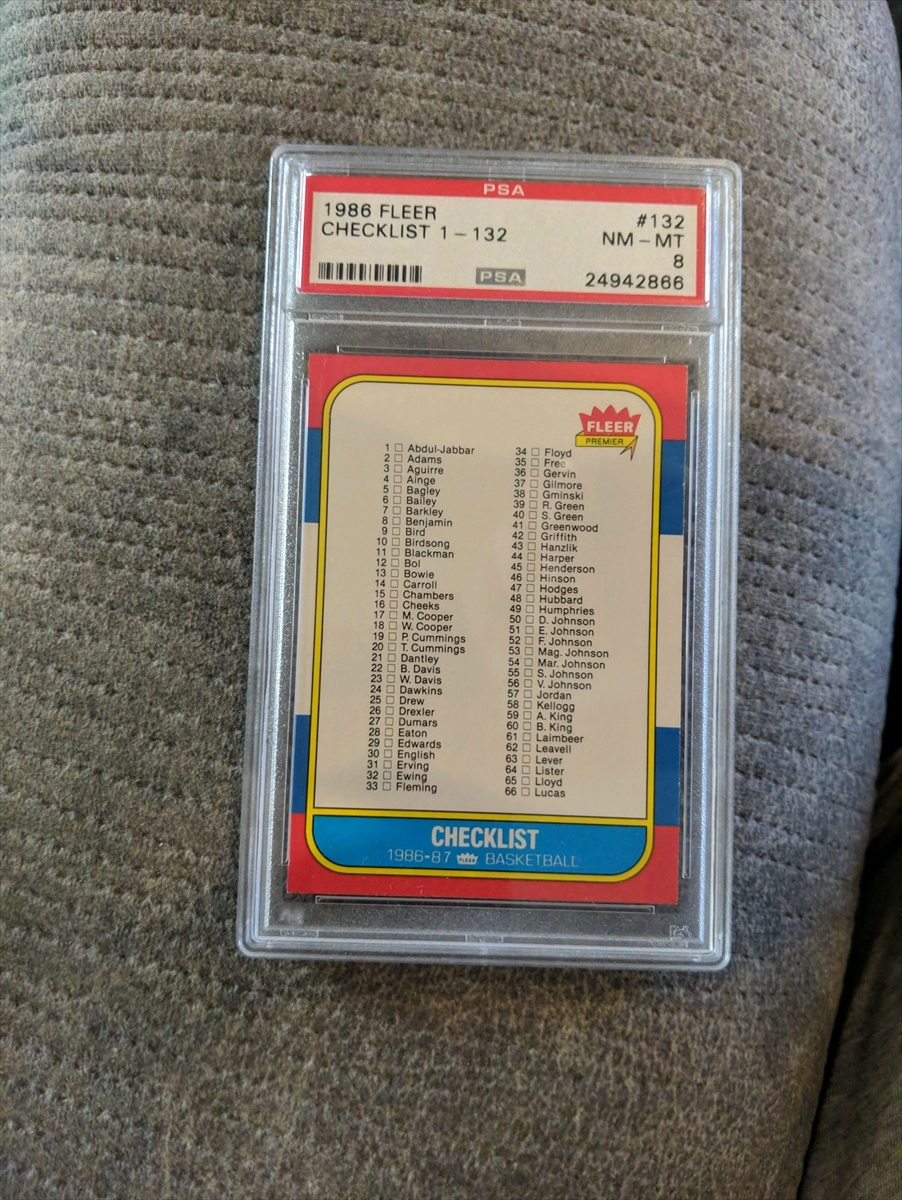 PSA
1986 FLEER #132
CHECKLIST 1 - 132 NM - MT
8
PSA 24942866
FLEER
PREMIER
1 □ Abdul-Jabbar
2 □ Adams
3 □ Aguirre
4 □ Ainge
5 □ Bagley
6 □ Bailey
7 □ Barkley
8 □ Benjamin
9 □ Bird
10 □ Birdsong
11 □ Blackman
12 □ Bol
13 □ Bowie
14 □ Carroll
15 □ Chambers
16 □ Cheeks
17 □ M. Cooper
18 □ W. Cooper
19 □ P. Cummings
20 □ T. Cummings
21 □ Dantley
22 □ B. Davis
23 □ W. Davis
24 □ Dawkins
25 □ Drew
26 □ Drexler
27 □ Dumars
28 □ Eaton
29 □ Edwards
30 □ English
31 □ Erving
32 □ Ewing
33 □ Fleming
34 □ Floyd
35 □ Free
36 □ Gervin
37 □ Gilmore
38 □ Gminski
39 □ R. Green
40 □ S. Green
41 □ Greenwood
42 □ Griffith
43 □ Hanzlik
44 □ Harper
45 □ Henderson
46 □ Hinson
47 □ Hodges
48 □ Hubbard
49 □ Humphries
50 □ D. Johnson
51 □ E. Johnson
52 □ F. Johnson
53 □ Mag. Johnson
54 □ Mar. Johnson
55 □ S. Johnson
56 □ V. Johnson
57 □ Jordan
58 □ Kellogg
59 □ A. King
60 □ B. King
61 □ Laimbeer
62 □ Leavell
63 □ Lever
64 □ Lister
65 □ Lloyd
66 □ Lucas
CHECKLIST
1986-87 FLEER BASKETBALL